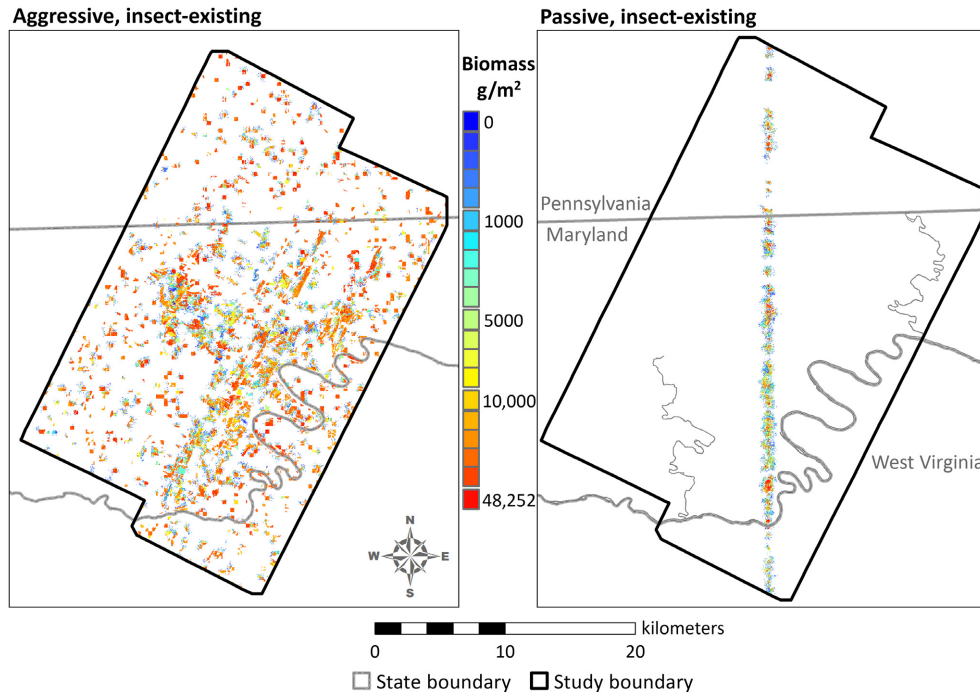 Aggressive, insect-existing
Passive, insect-existing
Biomass
g/m²
0
1000
5000
10,000
48,252
Pennsylvania
Maryland
West Virginia
N
W E
S
kilometers
0 10 20
State boundary Study boundary